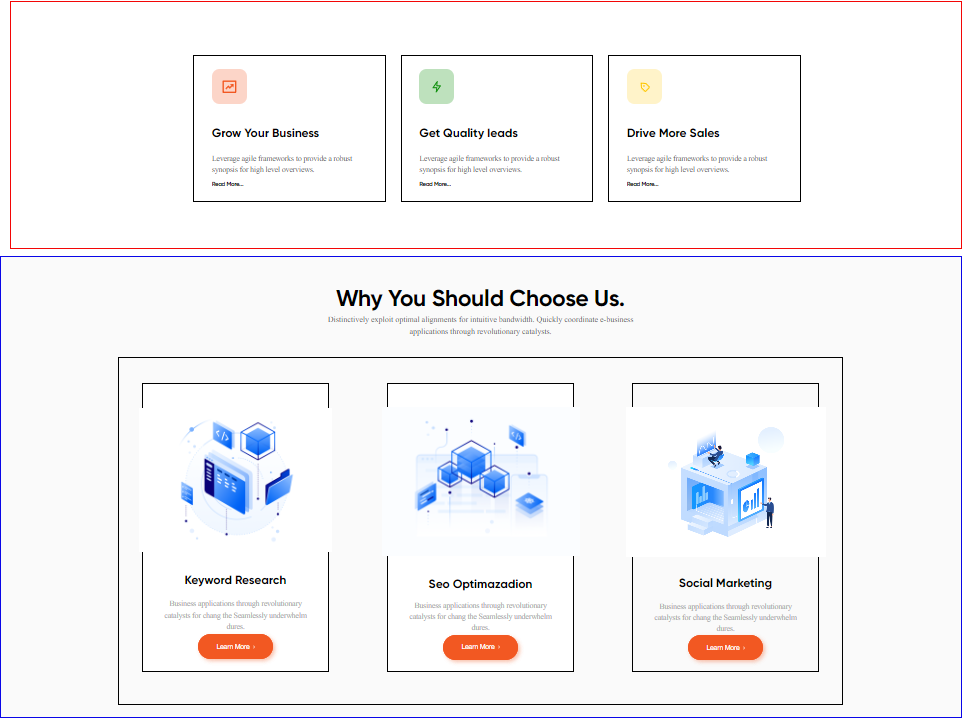 Grow Your Business
Leverage agile frameworks to provide a robust
synopsis for high level overviews.
Read More...
Get Quality leads
Leverage agile frameworks to provide a robust
synopsis for high level overviews.
Read More...
Drive More Sales
Leverage agile frameworks to provide a robust
synopsis for high level overviews.
Read More...
Why You Should Choose Us.
Distinctively exploit optimal alignments for intuitive bandwidth. Quickly coordinate e-business
applications through revolutionary catalysts.
</>
Keyword Research
Business applications through revolutionary
catalysts for chang the Seamlessly underwhelm
dures.
Learn More ›
</>
Seo Optimazadion
Business applications through revolutionary
catalysts for chang the Seamlessly underwhelm
dures.
Learn More ›
Social Marketing
Business applications through revolutionary
catalysts for chang the Seamlessly underwhelm
dures.
Learn More ›